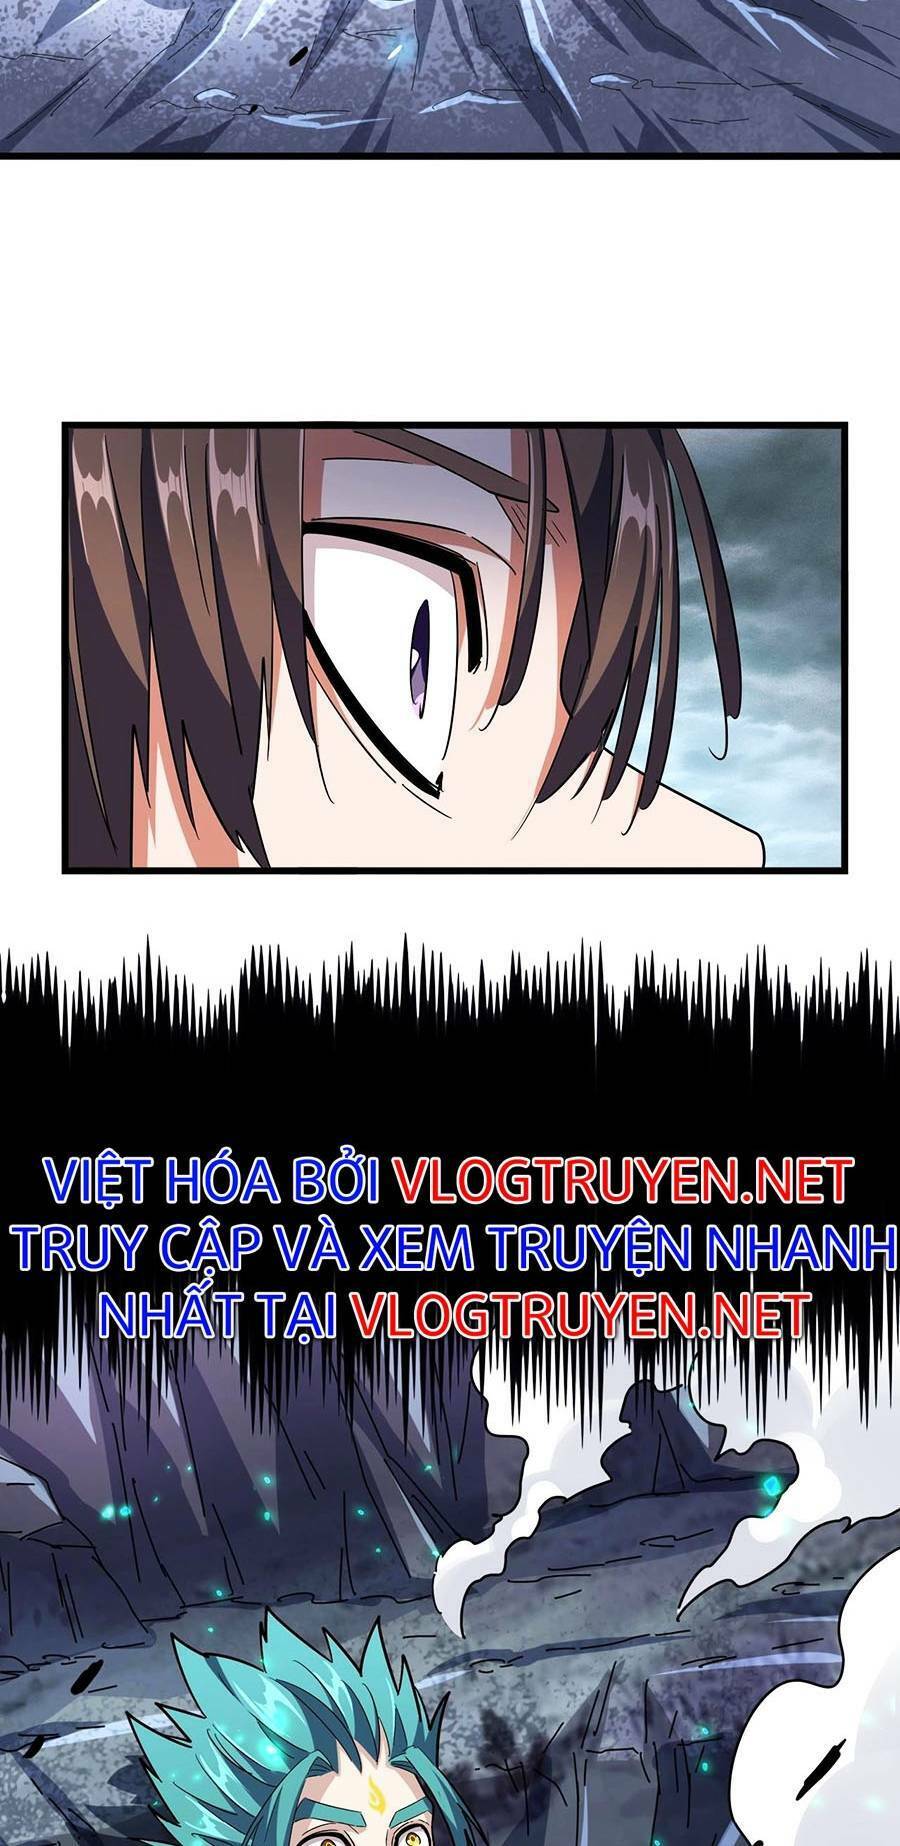 VIỆT HÓA BỞI VLOGTRUYEN.NET
TRUY CẬP VÀ XEM TRUYỆN NHANH
NHẤT TẠI VLOGTRUYEN.NET